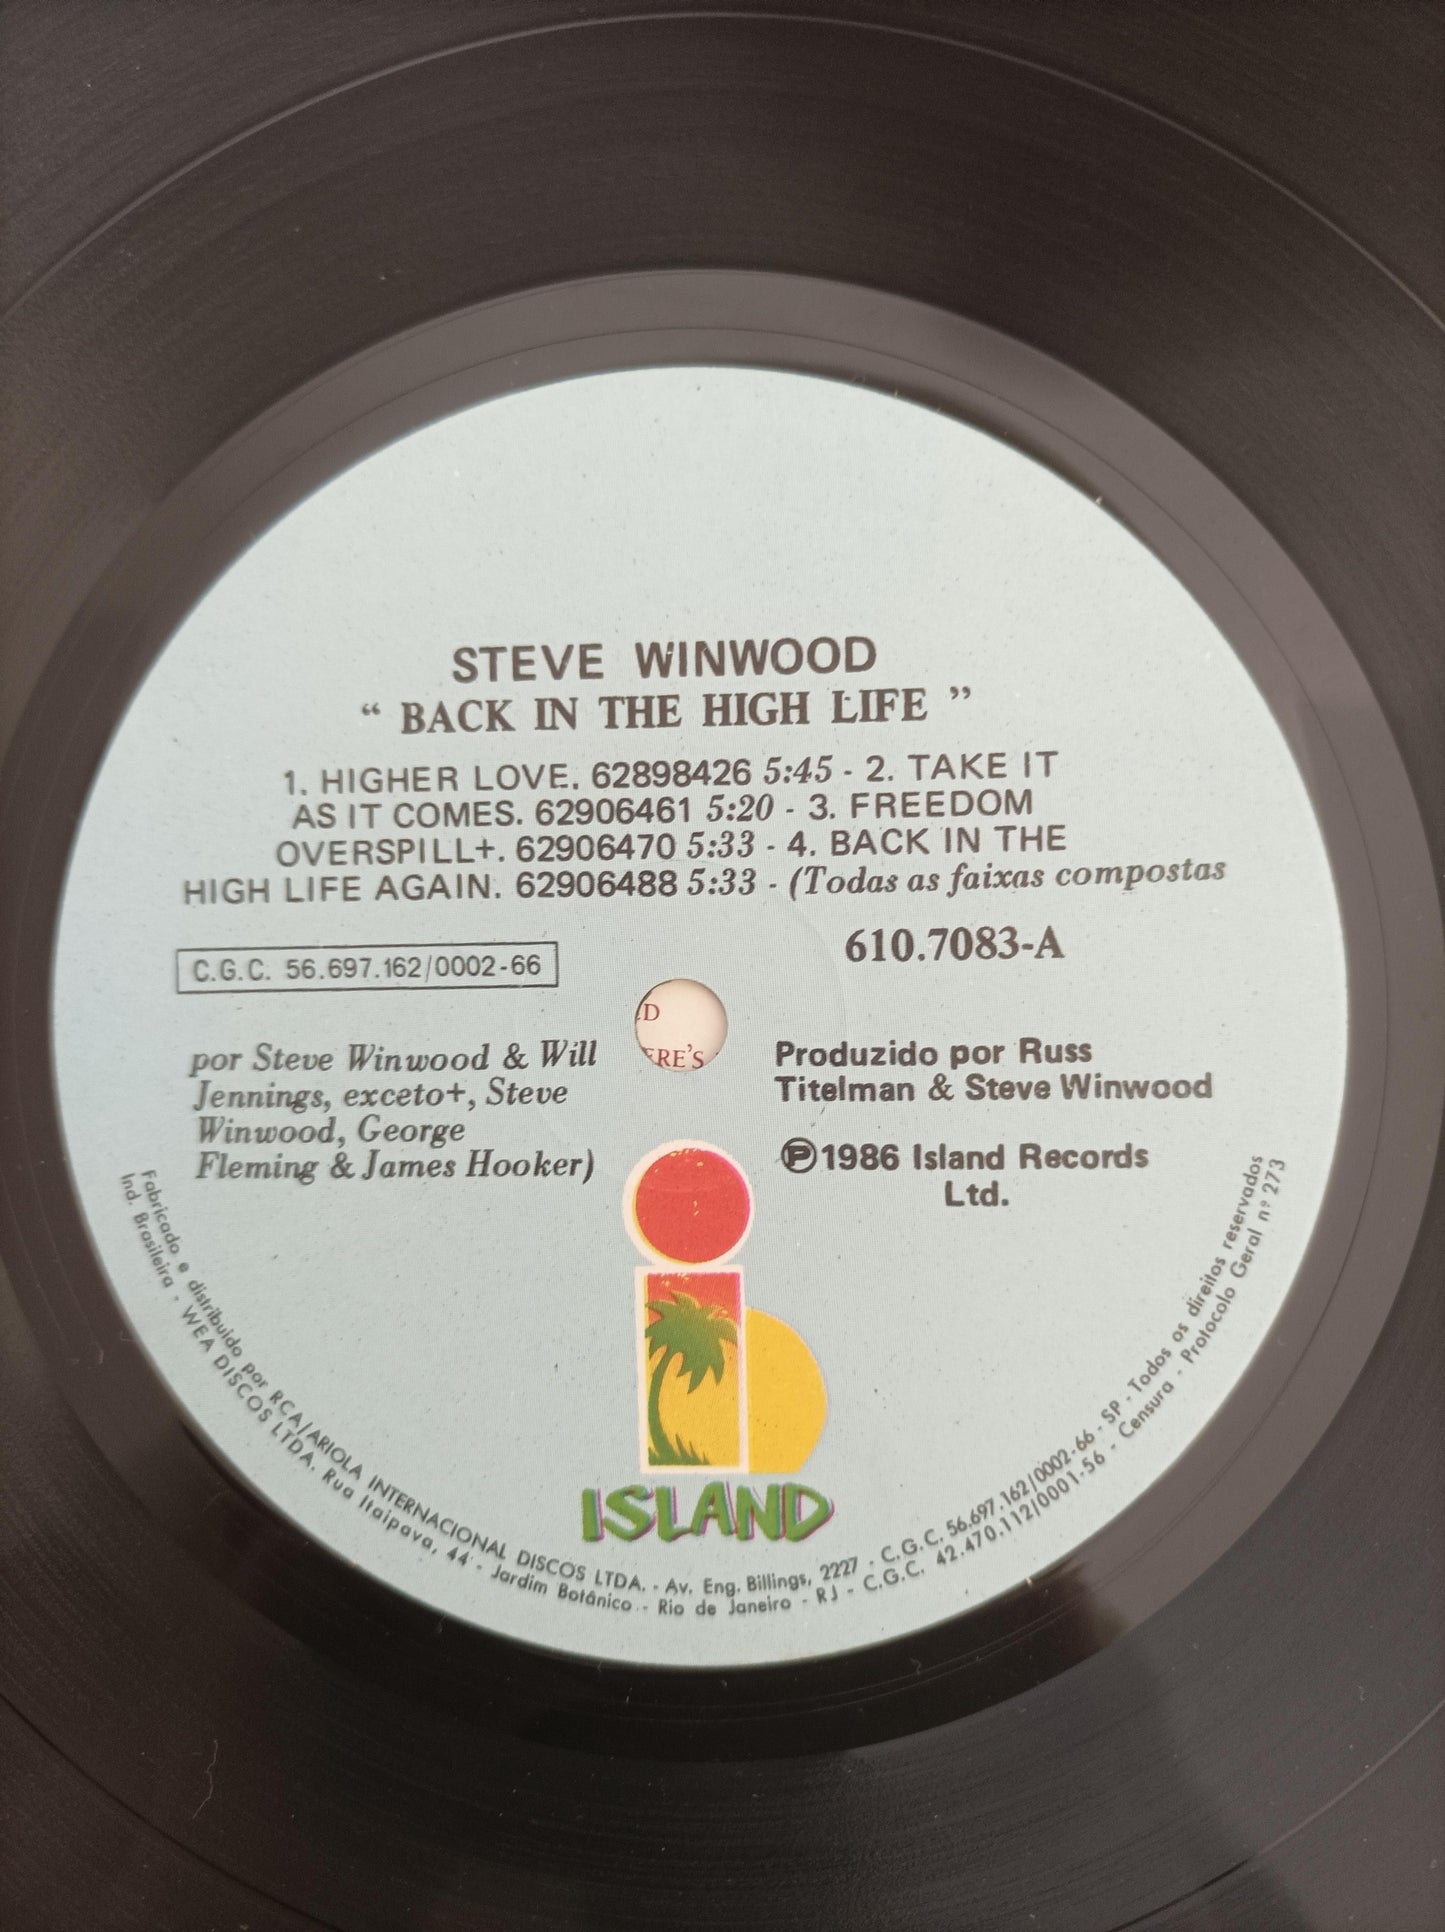 STEVE WINWOOD
“ BACK IN THE HIGH LIFE ”
1. HIGHER LOVE. 62898426 5:45 - 2. TAKE IT
AS IT COMES. 62906461 5:20 - 3. FREEDOM
OVERSPILL+. 62906470 5:33 - 4. BACK IN THE
HIGH LIFE AGAIN. 62906488 5:33 - (Todas as faixas compostas
C.G.C. 56.697.162/0002-66
610.7083-A
por Steve Winwood & Will
Jennings, exceto+, Steve
Winwood, George
Fleming & James Hooker)
Produzido por Russ
Titelman & Steve Winwood
Ⓟ1986 Island Records
Ltd.
D
ERE'S
ISLAND
Fabricado e distribuido por RCA/ARIOLA INTERNACIONAL DISCOS LTDA. - Av. Eng. Billings, 2227 - C.G.C. 56.697.162/0002-66 - SP - Todos os direitos reservados
Ind. Brasileira - WEA DISCOS LTDA. Rua Itaipava, 44 - Jardim Botânico - Rio de Janeiro - RJ - C.G.C. 42.470.112/0001-56 - Censura - Protocolo Geral nº 273